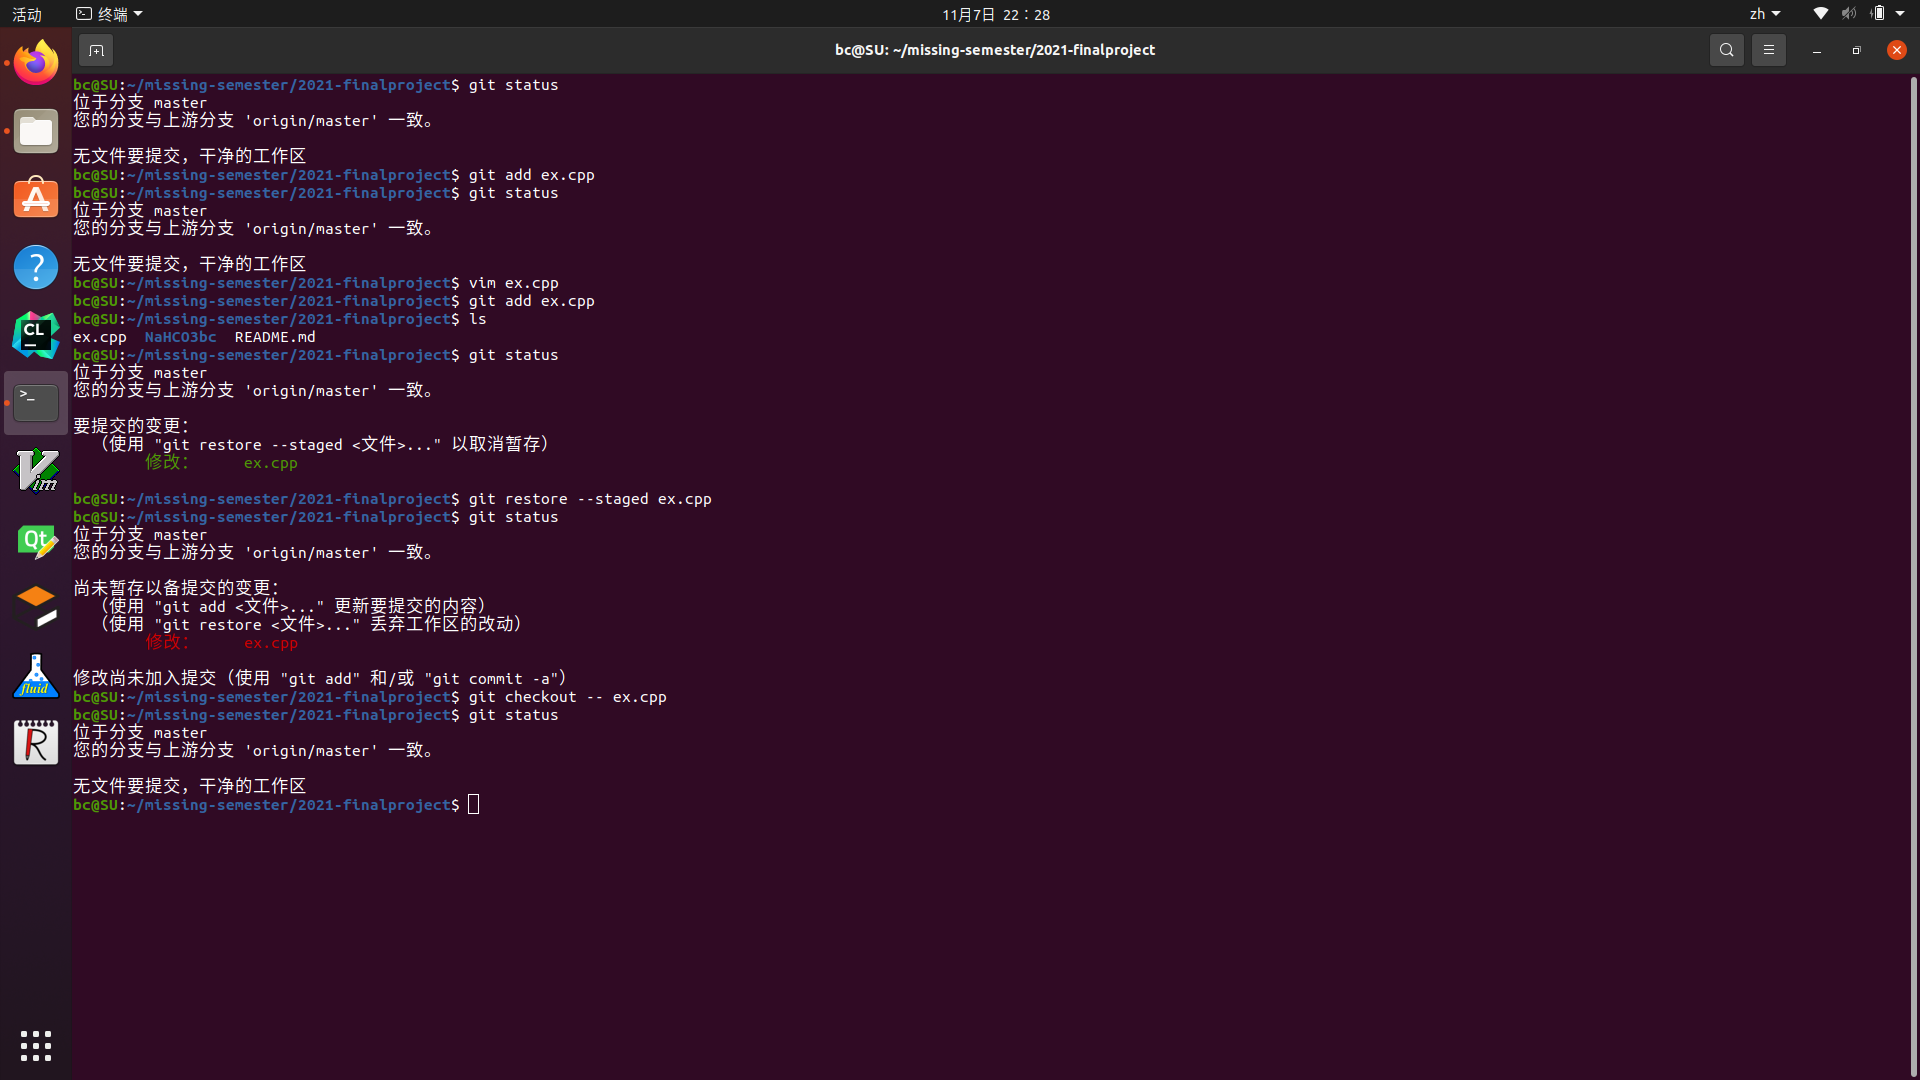 活动 终端 11月7日 22：28 zh
bc@SU: ~/missing-semester/2021-finalproject
bc@SU:~/missing-semester/2021-finalproject$ git status
位于分支 master
您的分支与上游分支 'origin/master' 一致。
无文件要提交，干净的工作区
bc@SU:~/missing-semester/2021-finalproject$ git add ex.cpp
bc@SU:~/missing-semester/2021-finalproject$ git status
位于分支 master
您的分支与上游分支 'origin/master' 一致。
无文件要提交，干净的工作区
bc@SU:~/missing-semester/2021-finalproject$ vim ex.cpp
bc@SU:~/missing-semester/2021-finalproject$ git add ex.cpp
bc@SU:~/missing-semester/2021-finalproject$ ls
ex.cpp NaHCO3bc README.md
bc@SU:~/missing-semester/2021-finalproject$ git status
位于分支 master
您的分支与上游分支 'origin/master' 一致。
要提交的变更：
（使用 "git restore --staged <文件>..." 以取消暂存）
修改： ex.cpp
bc@SU:~/missing-semester/2021-finalproject$ git restore --staged ex.cpp
bc@SU:~/missing-semester/2021-finalproject$ git status
位于分支 master
您的分支与上游分支 'origin/master' 一致。
尚未暂存以备提交的变更：
（使用 "git add <文件>..." 更新要提交的内容）
（使用 "git restore <文件>..." 丢弃工作区的改动）
修改： ex.cpp
修改尚未加入提交（使用 "git add" 和/或 "git commit -a"）
bc@SU:~/missing-semester/2021-finalproject$ git checkout -- ex.cpp
bc@SU:~/missing-semester/2021-finalproject$ git status
位于分支 master
您的分支与上游分支 'origin/master' 一致。
无文件要提交，干净的工作区
bc@SU:~/missing-semester/2021-finalproject$
A
?
CL
>_
Vim
Qt
fluid
R